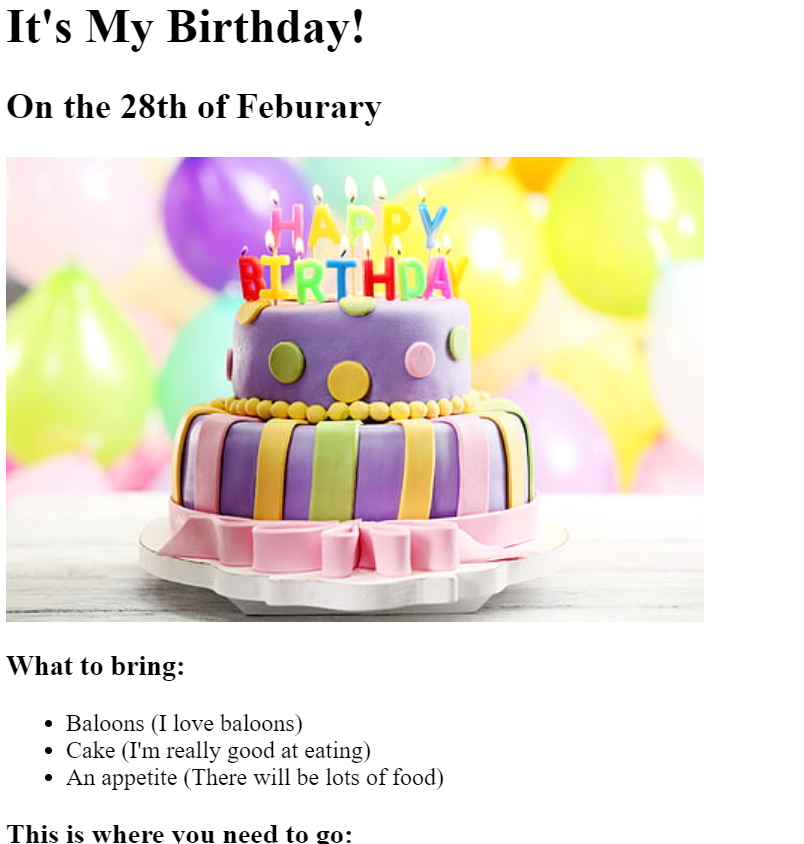 It's My Birthday!
On the 28th of Feburary
HAPPY
BIRTHDAY
What to bring:
Baloons (I love baloons)
Cake (I'm really good at eating)
An appetite (There will be lots of food)
This is where you need to go: